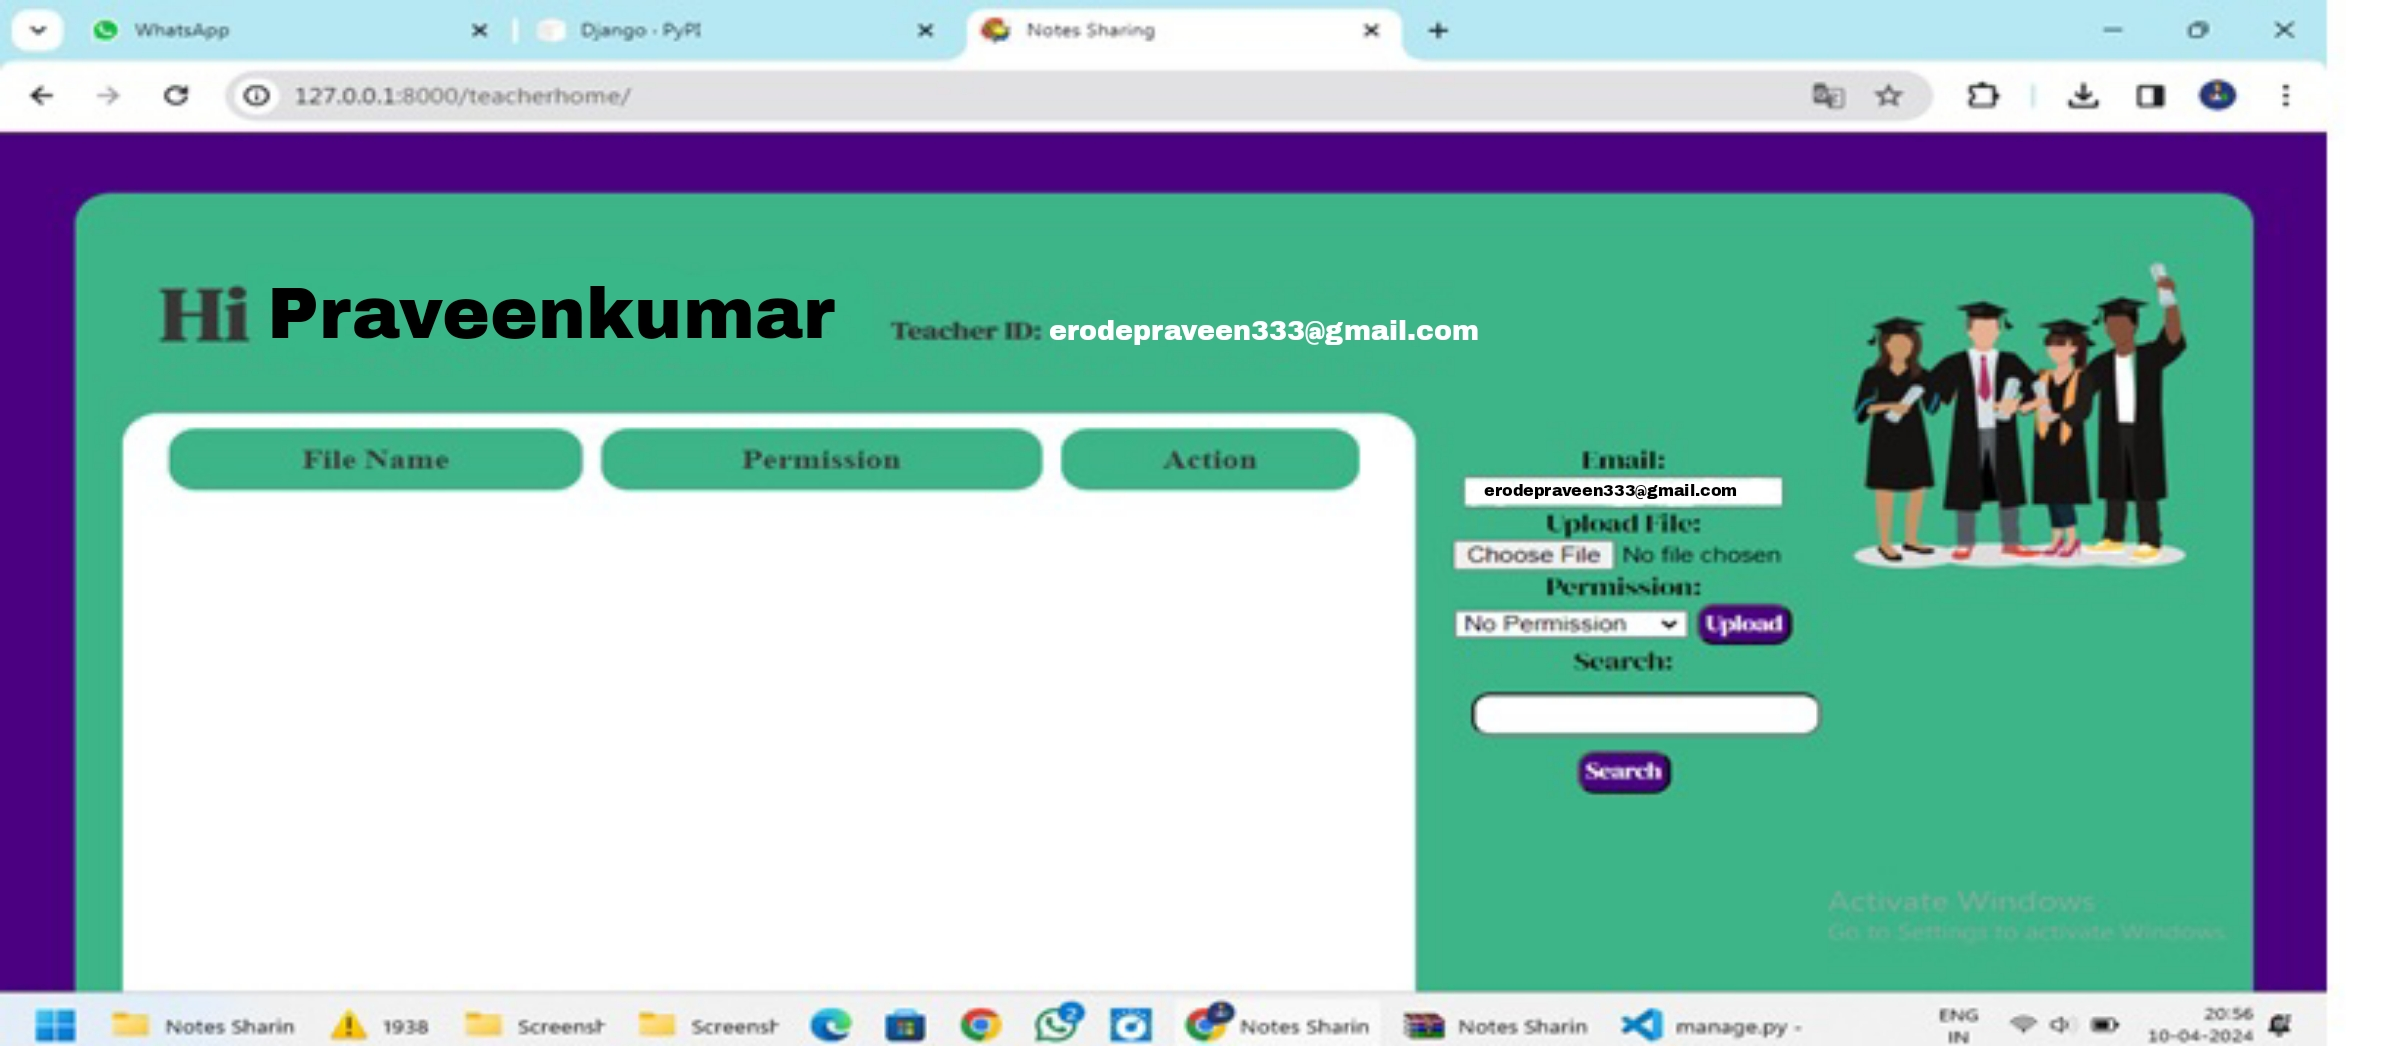 WhatsApp
Django · PyPI
Notes Sharing
127.0.0.1:8000/teacherhome/
Hi Praveenkumar
Teacher ID: erodepraveen333@gmail.com
File Name
Permission
Action
Email:
erodepraveen333@gmail.com
Upload File:
Choose File No file chosen
Permission:
No Permission
Upload
Search:
Search
Activate Windows
Go to Settings to activate Windows.
Notes Sharin
1938
Screensh
Screensh
2
Notes Sharin
Notes Sharin
manage.py -
ENG
IN
20:56
10-04-2024